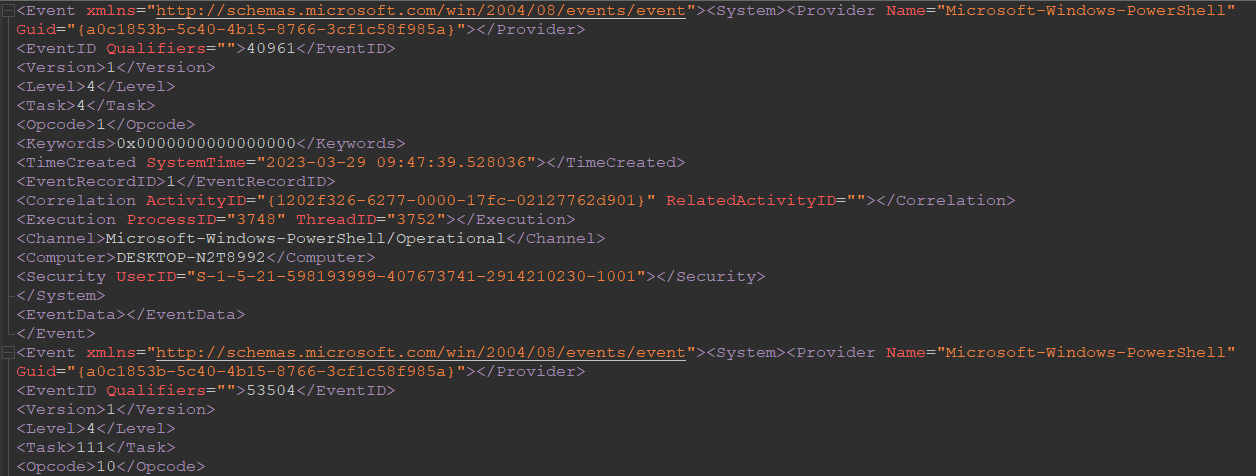 <Event xmlns="http://schemas.microsoft.com/win/2004/08/events/event"><System><Provider Name="Microsoft-Windows-PowerShell"
Guid="{a0c1853b-5c40-4b15-8766-3cf1c58f985a}"></Provider>
<EventID Qualifiers="">40961</EventID>
<Version>1</Version>
<Level>4</Level>
<Task>4</Task>
<Opcode>1</Opcode>
<Keywords>0x0000000000000000</Keywords>
<TimeCreated SystemTime="2023-03-29 09:47:39.528036"></TimeCreated>
<EventRecordID>1</EventRecordID>
<Correlation ActivityID="{1202f326-6277-0000-17fc-02127762d901}" RelatedActivityID=""></Correlation>
<Execution ProcessID="3748" ThreadID="3752"></Execution>
<Channel>Microsoft-Windows-PowerShell/Operational</Channel>
<Computer>DESKTOP-N2T8992</Computer>
<Security UserID="S-1-5-21-598193999-407673741-2914210230-1001"></Security>
</System>
<EventData></EventData>
</Event>
<Event xmlns="http://schemas.microsoft.com/win/2004/08/events/event"><System><Provider Name="Microsoft-Windows-PowerShell"
Guid="{a0c1853b-5c40-4b15-8766-3cf1c58f985a}"></Provider>
<EventID Qualifiers="">53504</EventID>
<Version>1</Version>
<Level>4</Level>
<Task>111</Task>
<Opcode>10</Opcode>